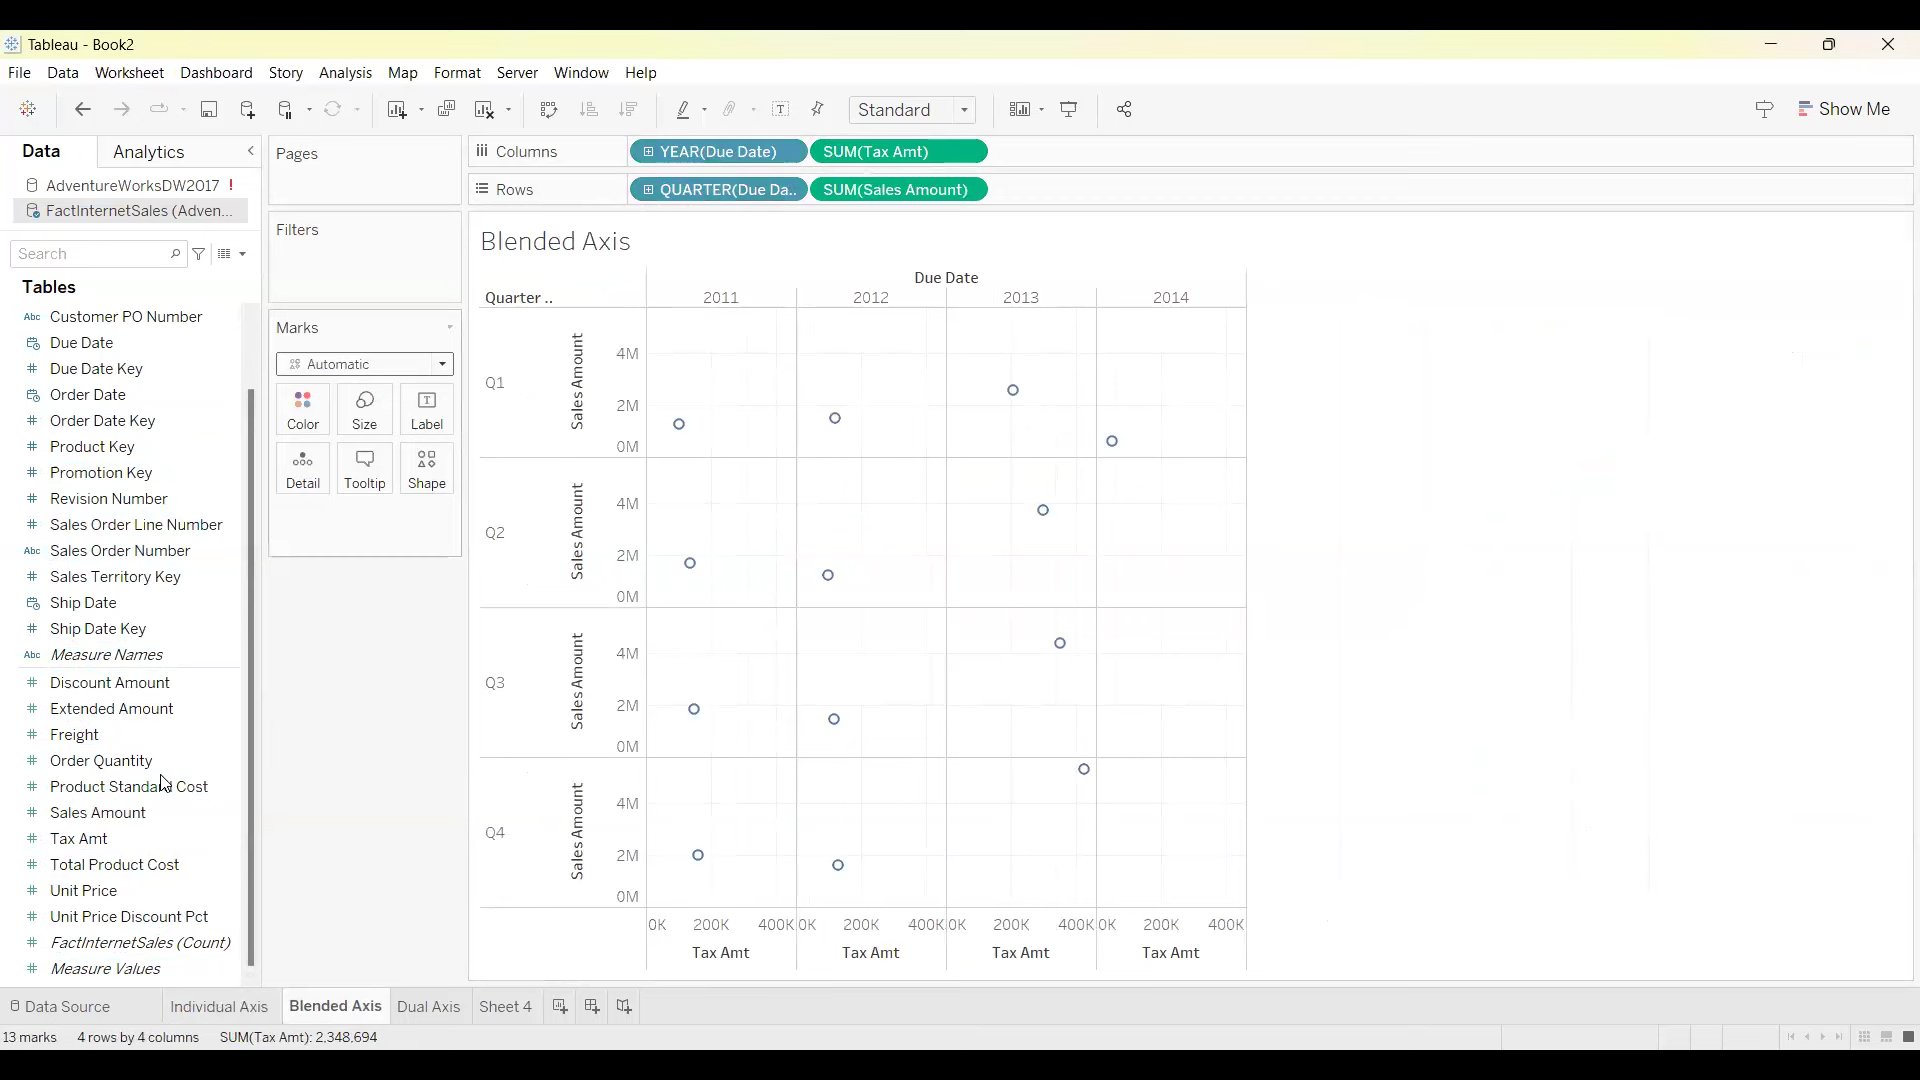 Tableau - Book2
File Data Worksheet Dashboard Story Analysis Map Format Server Window Help
Standard
Show Me
Data Analytics
AdventureWorksDW2017 !
FactInternetSales (Adven...
Search
Tables
Abc Customer PO Number
Due Date
# Due Date Key
Order Date
# Order Date Key
# Product Key
# Promotion Key
# Revision Number
# Sales Order Line Number
Abc Sales Order Number
# Sales Territory Key
Ship Date
# Ship Date Key
Abc Measure Names
# Discount Amount
# Extended Amount
# Freight
# Order Quantity
# Product Standard Cost
# Sales Amount
# Tax Amt
# Total Product Cost
# Unit Price
# Unit Price Discount Pct
# FactInternetSales (Count)
# Measure Values
Pages
Filters
Marks
Automatic
Color Size Label
Detail Tooltip Shape
Columns YEAR(Due Date) SUM(Tax Amt)
Rows QUARTER(Due Da.. SUM(Sales Amount)
Blended Axis
Due Date
Quarter .. 2011 2012 2013 2014
Q1
Sales Amount
4M
2M
0M
Q2
Sales Amount
4M
2M
0M
Q3
Sales Amount
4M
2M
0M
Q4
Sales Amount
4M
2M
0M
0K 200K 400K 0K 200K 400K 0K 200K 400K 0K 200K 400K
Tax Amt Tax Amt Tax Amt Tax Amt
Data Source Individual Axis Blended Axis Dual Axis Sheet 4
13 marks 4 rows by 4 columns SUM(Tax Amt): 2,348,694